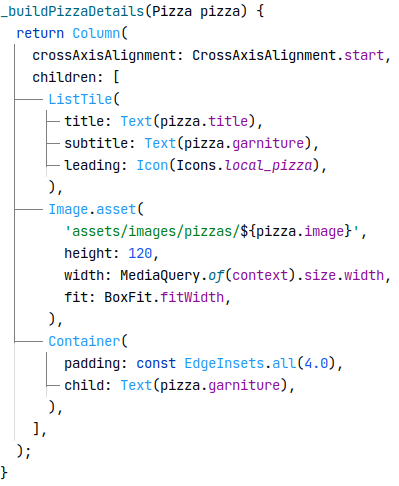 _buildPizzaDetails(Pizza pizza) {
  return Column(
    crossAxisAlignment: CrossAxisAlignment.start,
    children: [
      ListTile(
        title: Text(pizza.title),
        subtitle: Text(pizza.garniture),
        leading: Icon(Icons.local_pizza),
      ),
      Image.asset(
        'assets/images/pizzas/${pizza.image}',
        height: 120,
        width: MediaQuery.of(context).size.width,
        fit: BoxFit.fitWidth,
      ),
      Container(
        padding: const EdgeInsets.all(4.0),
        child: Text(pizza.garniture),
      ),
    ],
  );
}